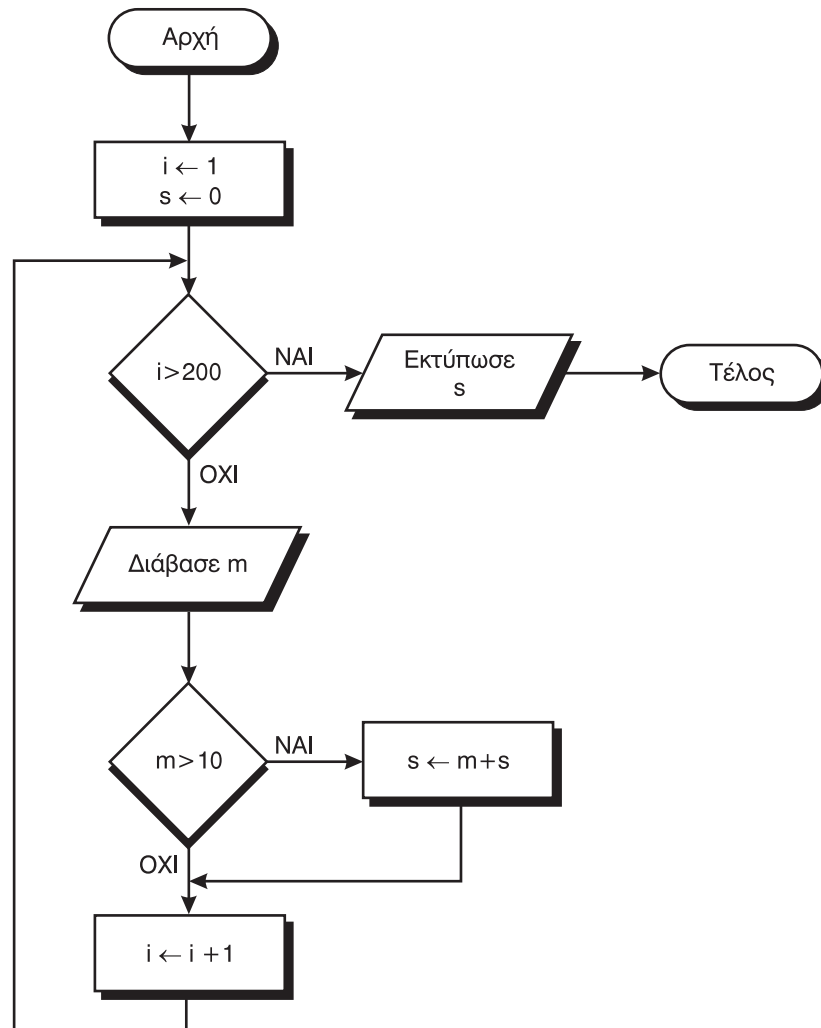 Αρχή
i ← 1
s ← 0
i>200
ΝΑΙ
Εκτύπωσε
s
Τέλος
ΟΧΙ
Διάβασε m
m>10
ΝΑΙ
s ← m+s
ΟΧΙ
i ← i +1